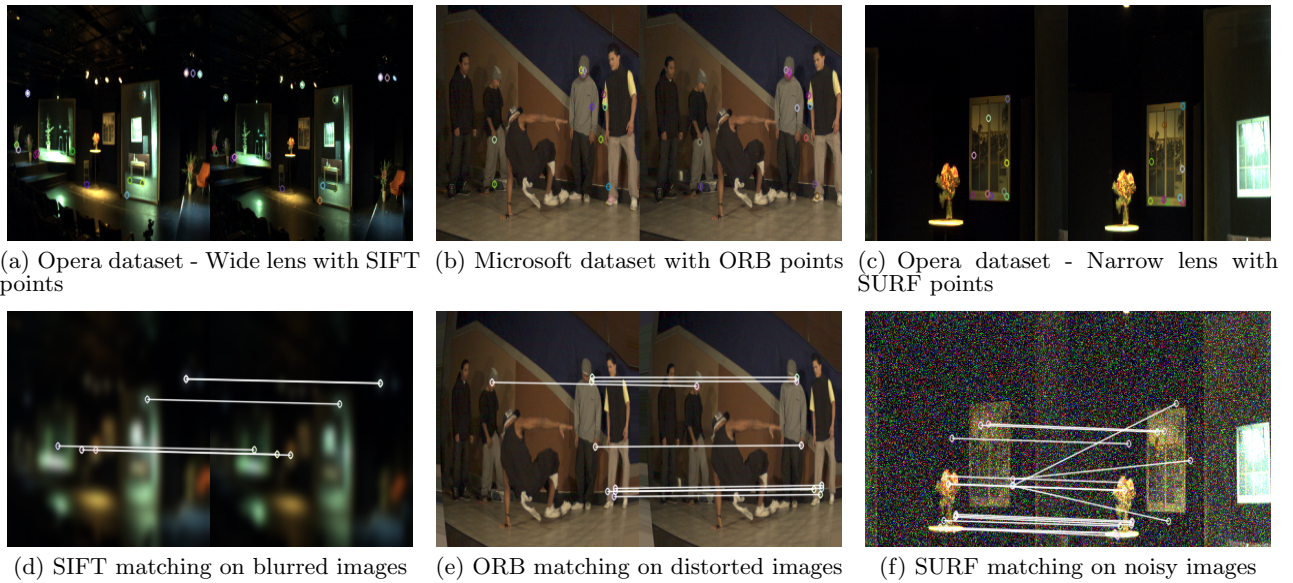 (a) Opera dataset - Wide lens with SIFT
points
(b) Microsoft dataset with ORB points
(c) Opera dataset - Narrow lens with
SURF points
(d) SIFT matching on blurred images
(e) ORB matching on distorted images
(f) SURF matching on noisy images